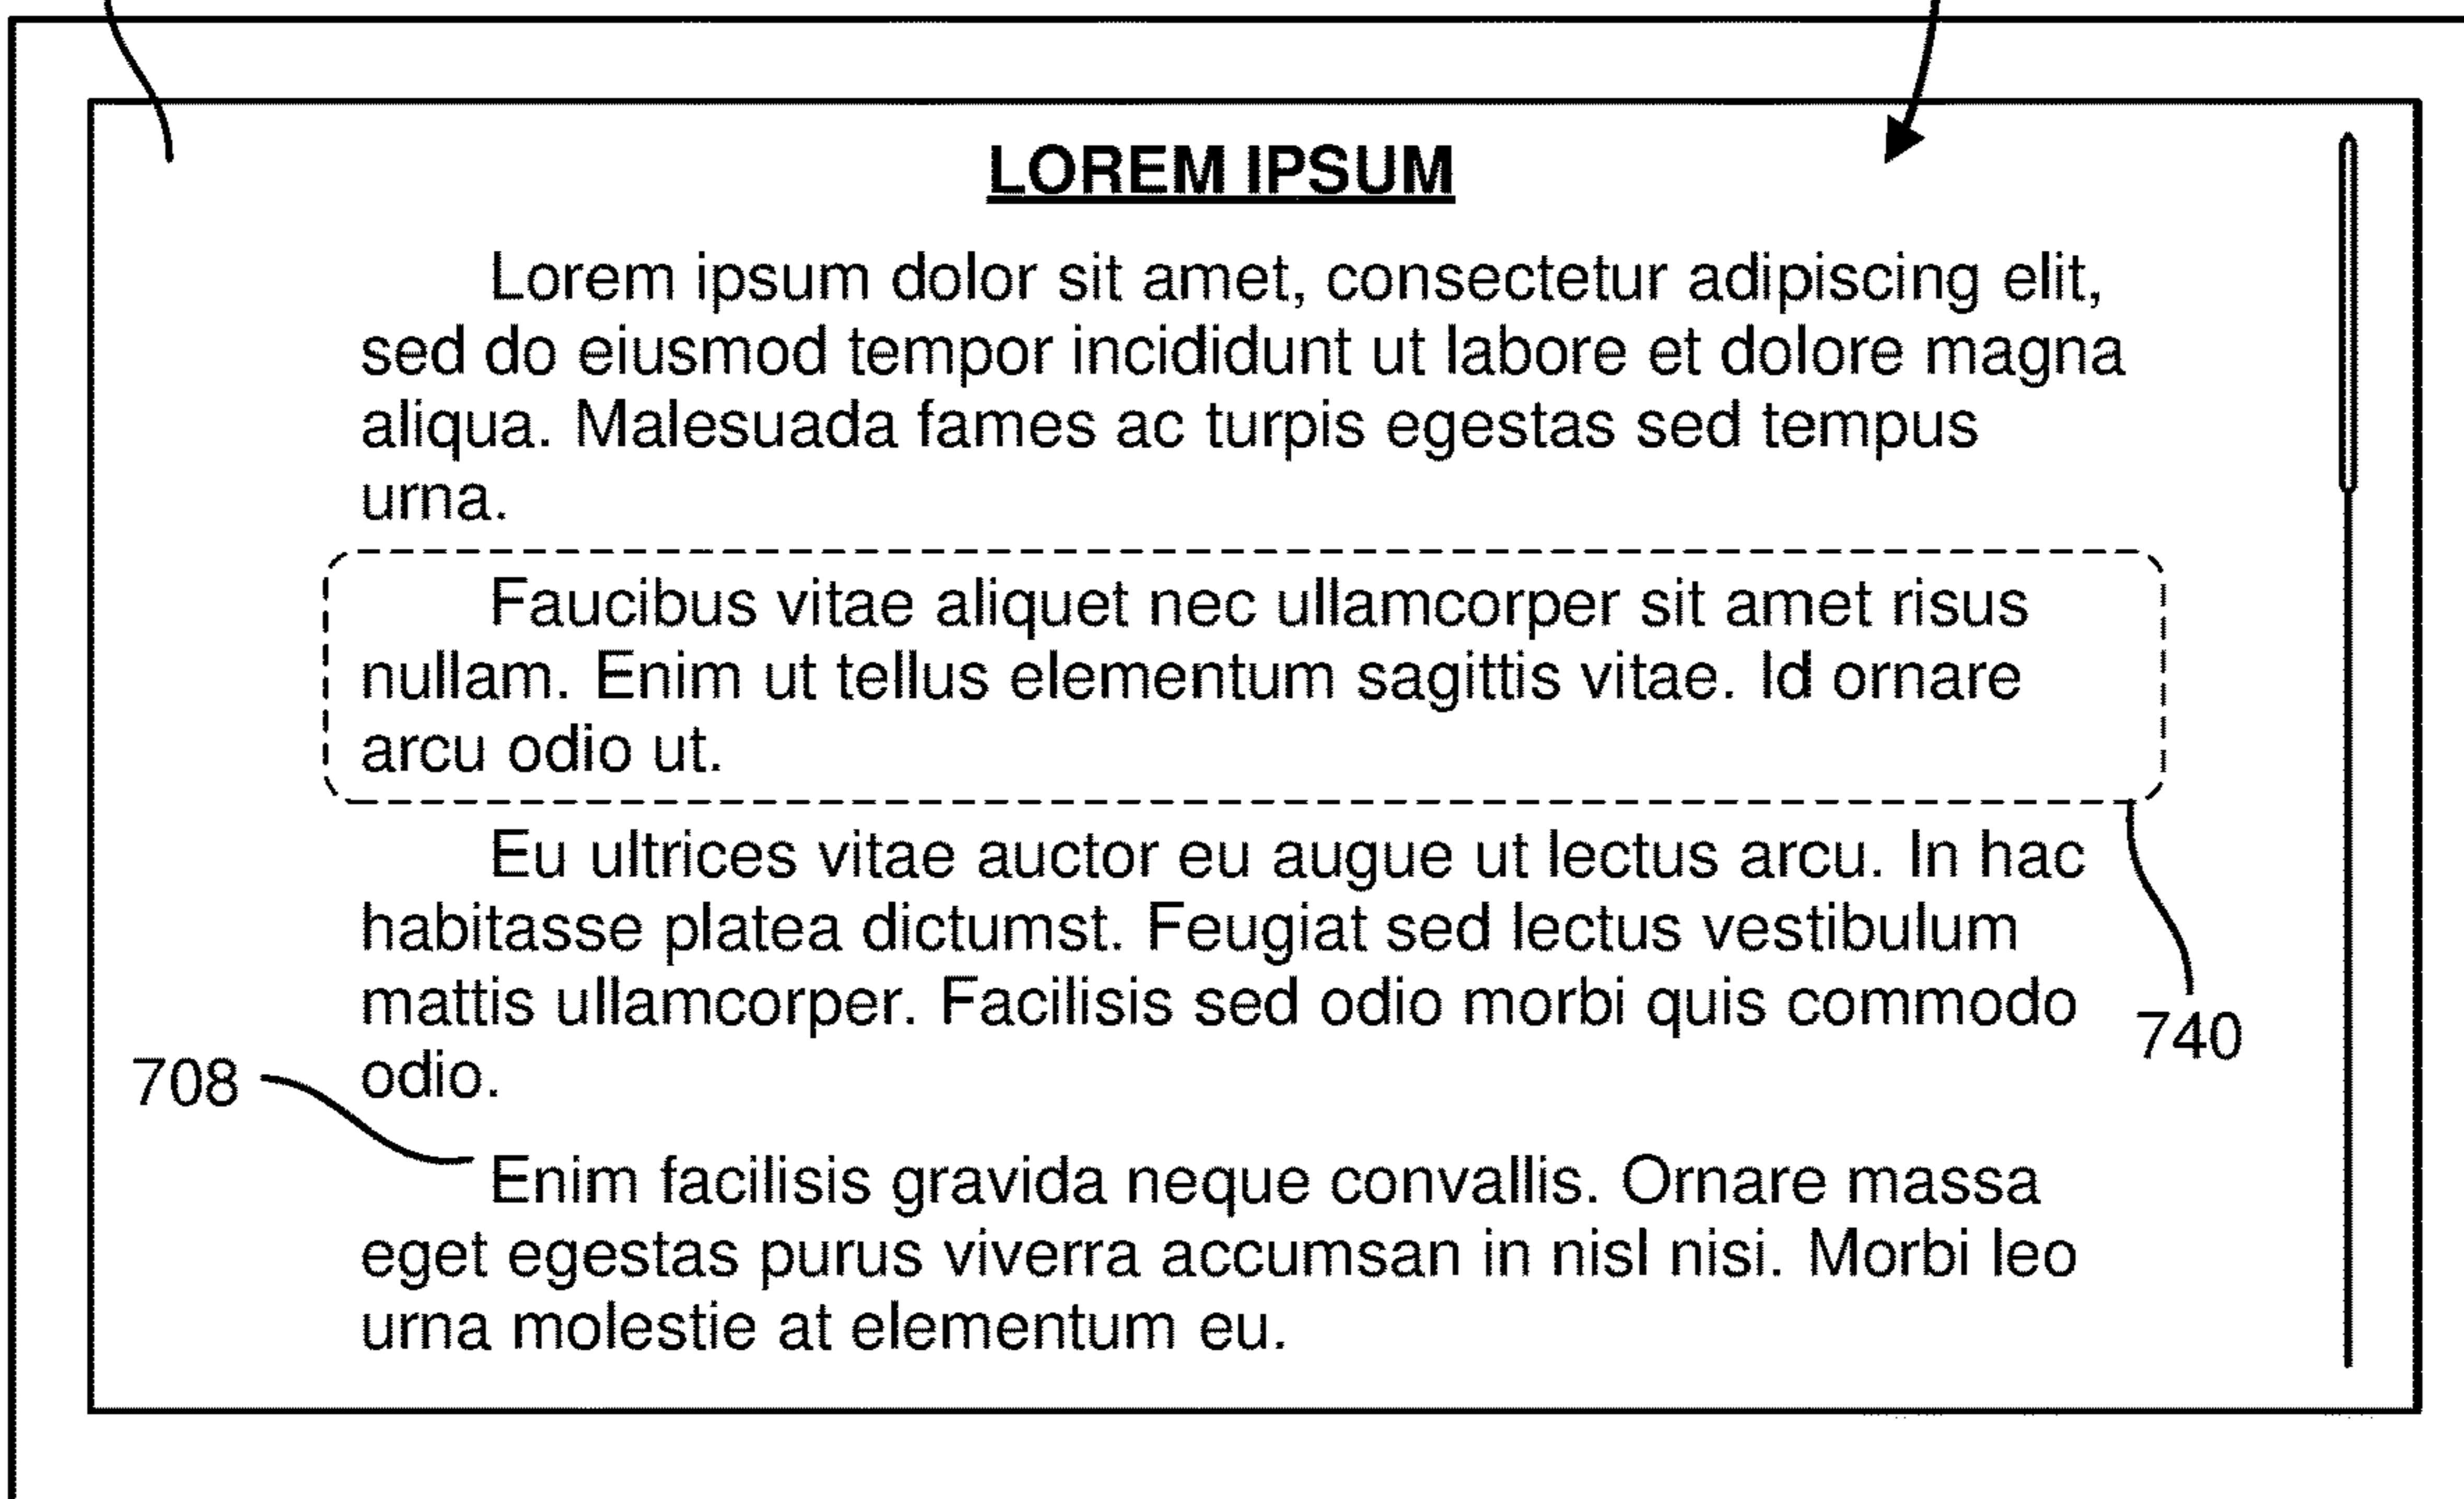 LOREM IPSUM
Lorem ipsum dolor sit amet, consectetur adipiscing elit,
sed do eiusmod tempor incididunt ut labore et dolore magna
aliqua. Malesuada fames ac turpis egestas sed tempus
urna.
Faucibus vitae aliquet nec ullamcorper sit amet risus
nullam. Enim ut tellus elementum sagittis vitae. Id ornare
arcu odio ut.
Eu ultrices vitae auctor eu augue ut lectus arcu. In hac
habitasse platea dictumst. Feugiat sed lectus vestibulum
mattis ullamcorper. Facilisis sed odio morbi quis commodo
740
odio.
708
Enim facilisis gravida neque convallis. Ornare massa
eget egestas purus viverra accumsan in nisl nisi. Morbi leo
urna molestie at elementum eu.